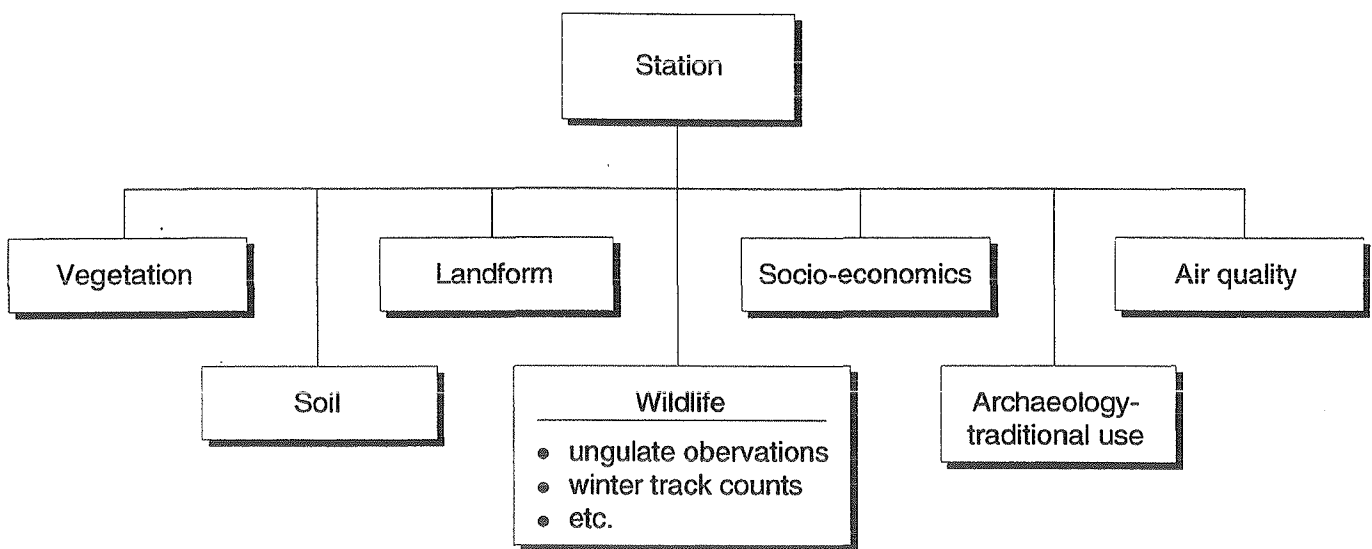 Station
Vegetation
Landform
Socio-economics
Air quality
Soil
Wildlife
• ungulate obervations
• winter track counts
• etc.
Archaeology-
traditional use